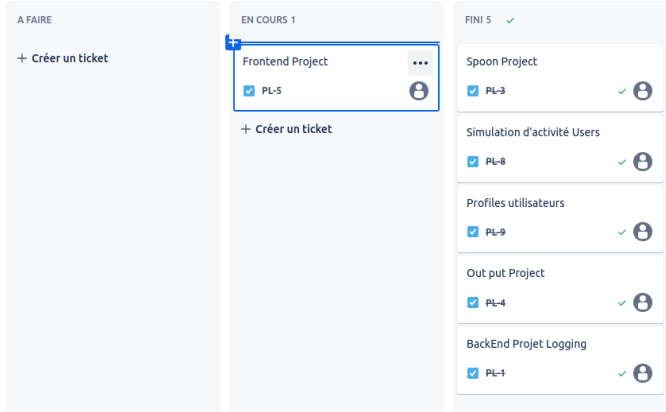 A FAIRE
+ Créer un ticket
EN COURS 1
Frontend Project
PL-5
+ Créer un ticket
FINI 5
Spoon Project
PL-3
Simulation d'activité Users
PL-8
Profiles utilisateurs
PL-9
Out put Project
PL-4
BackEnd Projet Logging
PL-1